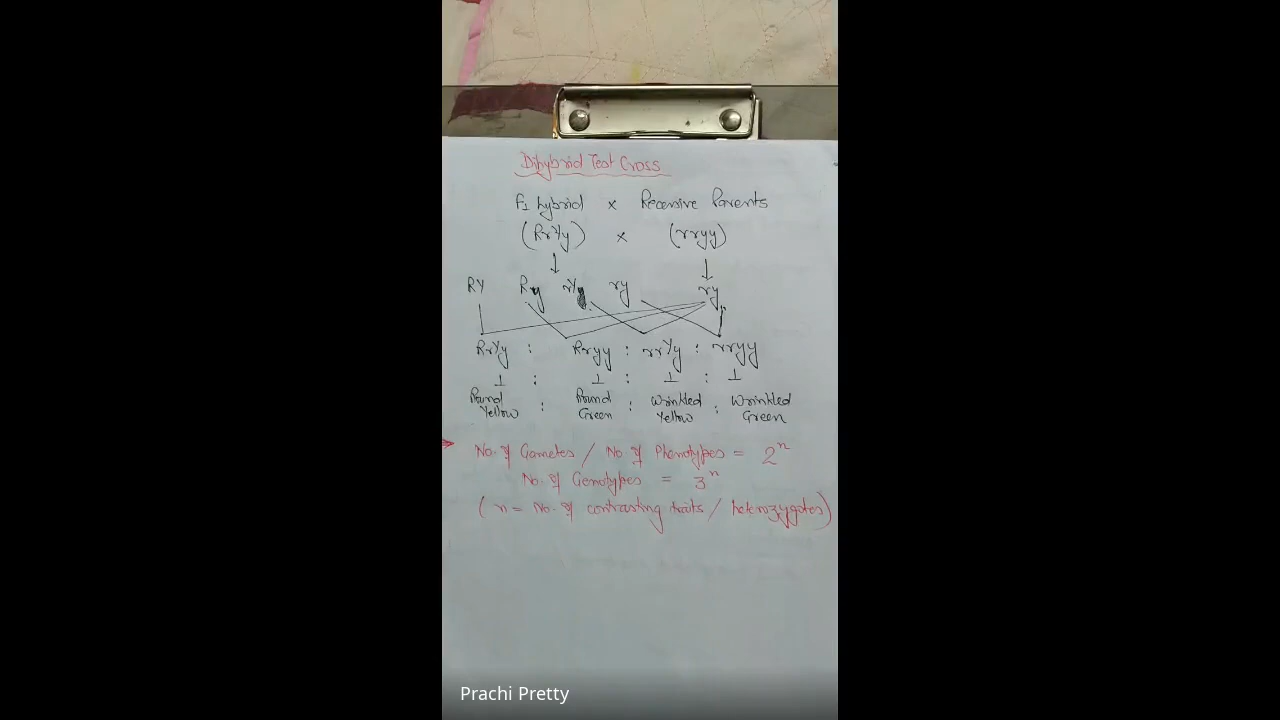 Dihybrid Test Cross
F1 hybrid x Recessive Parents
(RrYy) x (rryy)
RY Ry rY ry ry
RrYy : Rryy : rrYy : rryy
1 : 1 : 1 : 1
Round Yellow : Round Green : Wrinkled Yellow : Wrinkled Green
No. of Gametes / No of Phenotypes = 2ⁿ
No. of Genotypes = 3ⁿ
(n = No. of contrasting traits / heterozygotes)
Prachi Pretty